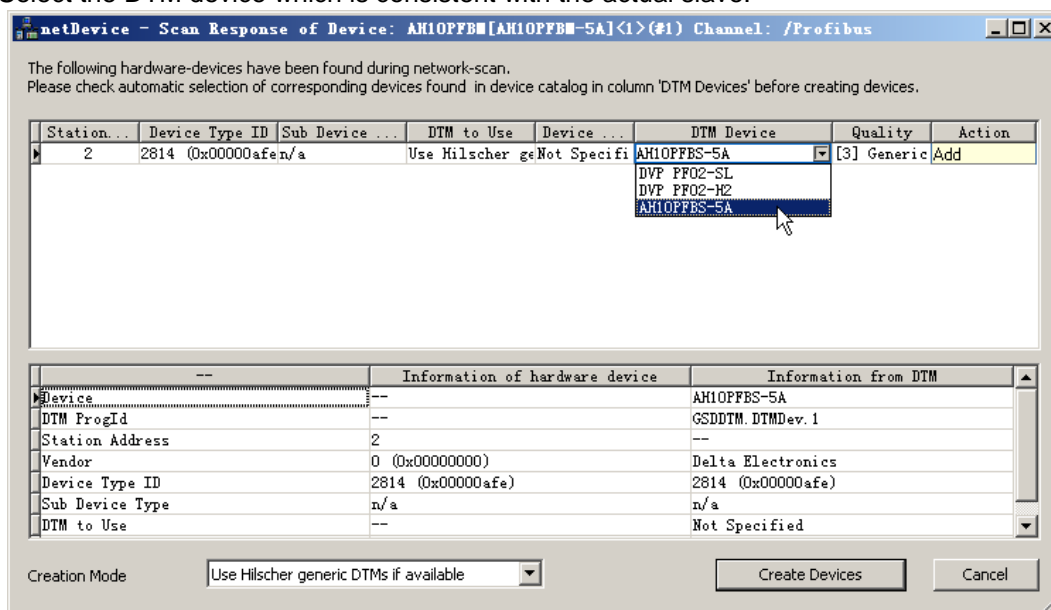 Select the DTM device which is consistent with the actual slave.
netDevice - Scan Response of Device: AH10PFBM[AH10PFBM-5A]<1>(#1) Channel: /Profibus
The following hardware-devices have been found during network-scan.
Please check automatic selection of corresponding devices found in device catalog in column 'DTM Devices' before creating devices.
Station... Device Type ID Sub Device ... DTM to Use Device ... DTM Device Quality Action
2 2814 (0x00000afe n/a Use Hilscher ge Not Specifi AH10PFBS-5A [3] Generic Add
DVP PF02-SL
DVP PF02-H2
AH10PFBS-5A
-- Information of hardware device Information from DTM
Device -- AH10PFBS-5A
DTM ProgId -- GSDDTM.DTMDev.1
Station Address 2 --
Vendor 0 (0x00000000) Delta Electronics
Device Type ID 2814 (0x00000afe) 2814 (0x00000afe)
Sub Device Type n/a n/a
DTM to Use -- Not Specified
Creation Mode Use Hilscher generic DTMs if available Create Devices Cancel